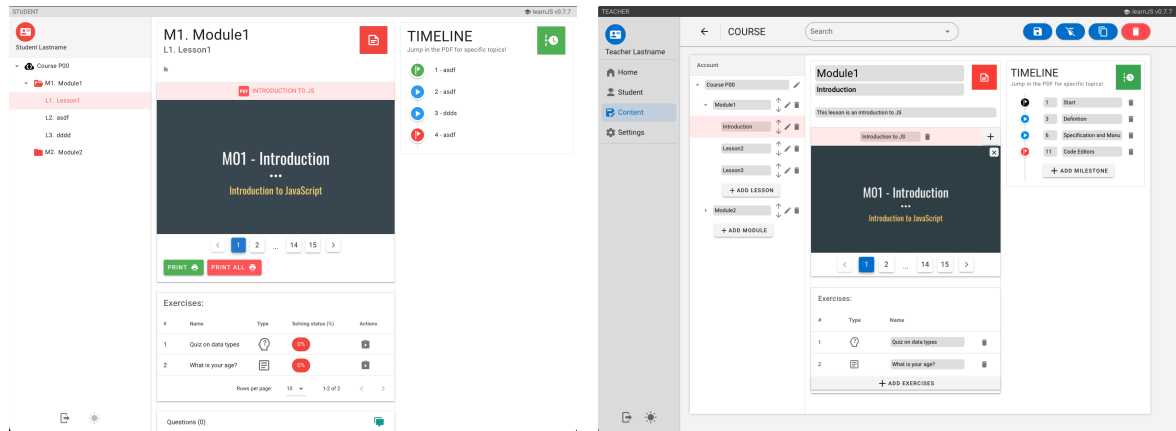 STUDENT
learnJS v0.7.7
Student Lastname
Course P00
M1. Module1
L1. Lesson1
L2. asdf
L3. dddd
M2. Module2
M1. Module1
L1. Lesson1
lk
PDF INTRODUCTION TO JS
M01 - Introduction
Introduction to JavaScript
1 2 ... 14 15
PRINT PRINT ALL
Exercises:
# Name Type Solving status (%) Actions
1 Quiz on data types 0%
2 What is your age? 0%
Rows per page: 10 1-2 of 2
Questions (0)
TIMELINE
Jump in the PDF for specific topics!
1 - asdf
2 - asdf
3 - ddds
4 - asdf
TEACHER
learnJS v0.7.7
Teacher Lastname
Home
Student
Content
Settings
COURSE
Search
Account
Course P00
Module1
Introduction
Lesson2
Lesson3
+ ADD LESSON
Module2
+ ADD MODULE
Module1
Introduction
This lesson is an introduction to JS
Introduction to JS
M01 - Introduction
Introduction to JavaScript
1 2 ... 14 15
Exercises:
# Type Name
1 Quiz on data types
2 What is your age?
+ ADD EXERCISES
TIMELINE
Jump in the PDF for specific topics!
1 Start
3 Definition
6 Specification and Manu
11 Code Editors
+ ADD MILESTONE